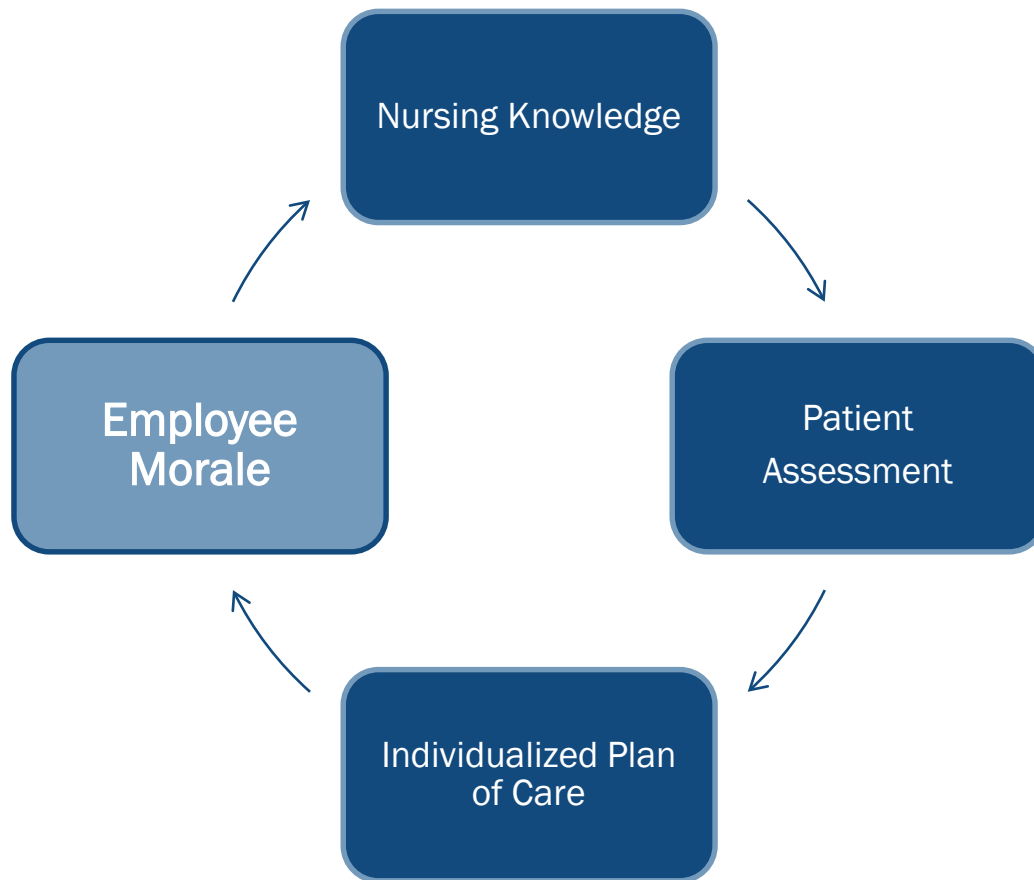 Nursing Knowledge
Employee
Morale
Patient
Assessment
Individualized Plan
of Care